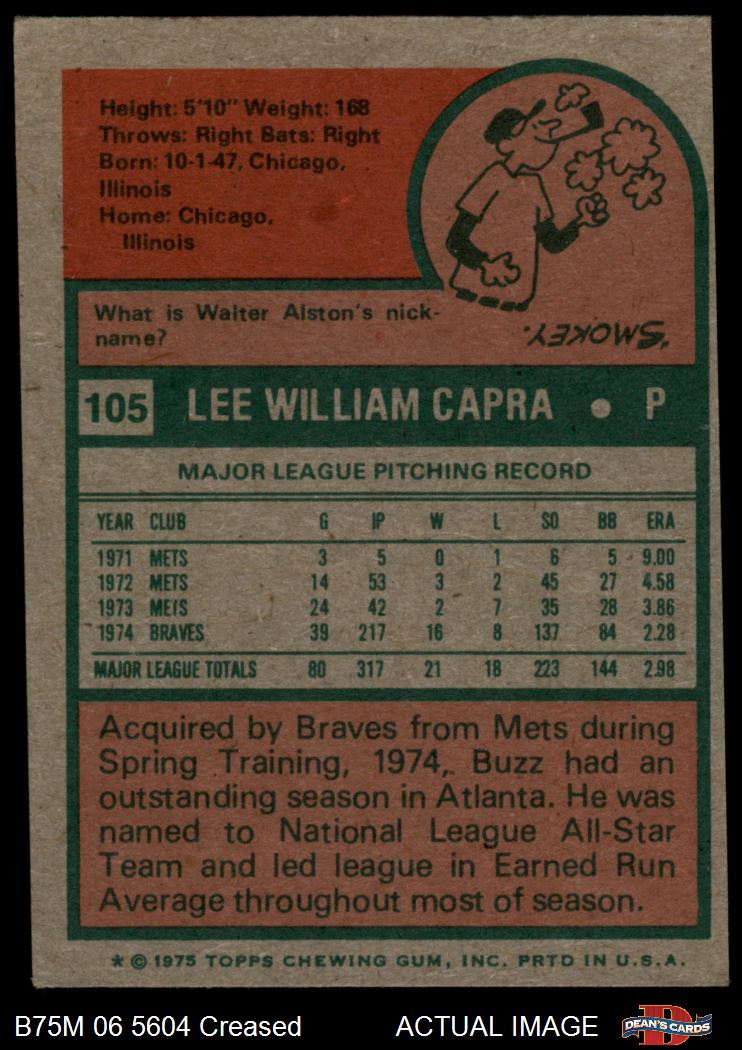 Height: 5'10" Weight: 168
Throws: Right Bats: Right
Born: 10-1-47, Chicago,
Illinois
Home: Chicago,
Illinois
What is Walter Alston's nick-
name?
"SMOKEY.
105 LEE WILLIAM CAPRA • P
MAJOR LEAGUE PITCHING RECORD
YEAR CLUB G IP W L SO BB ERA
1971 METS 3 5 0 1 6 5 9.00
1972 METS 14 53 3 2 45 27 4.58
1973 METS 24 42 2 7 35 28 3.86
1974 BRAVES 39 217 16 8 137 84 2.28
MAJOR LEAGUE TOTALS 80 317 21 18 223 144 2.98
Acquired by Braves from Mets during
Spring Training, 1974, Buzz had an
outstanding season in Atlanta. He was
named to National League All-Star
Team and led league in Earned Run
Average throughout most of season.
* © 1975 TOPPS CHEWING GUM, INC. PRTD IN U.S.A.
B75M 06 5604 Creased ACTUAL IMAGE
D
DEAN'S CARDS